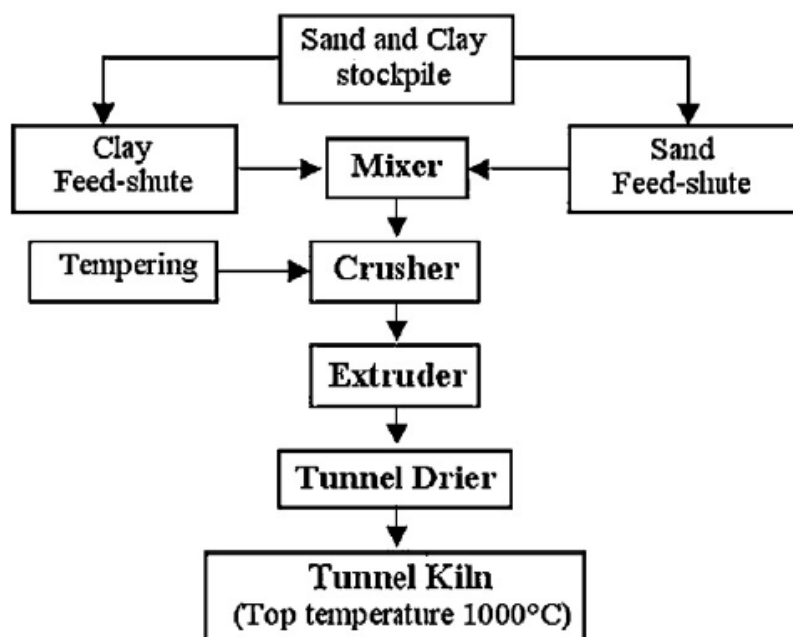 Sand and Clay
stockpile
Clay
Feed-shute
Mixer
Sand
Feed-shute
Tempering
Crusher
Extruder
Tunnel Drier
Tunnel Kiln
(Top temperature 1000°C)